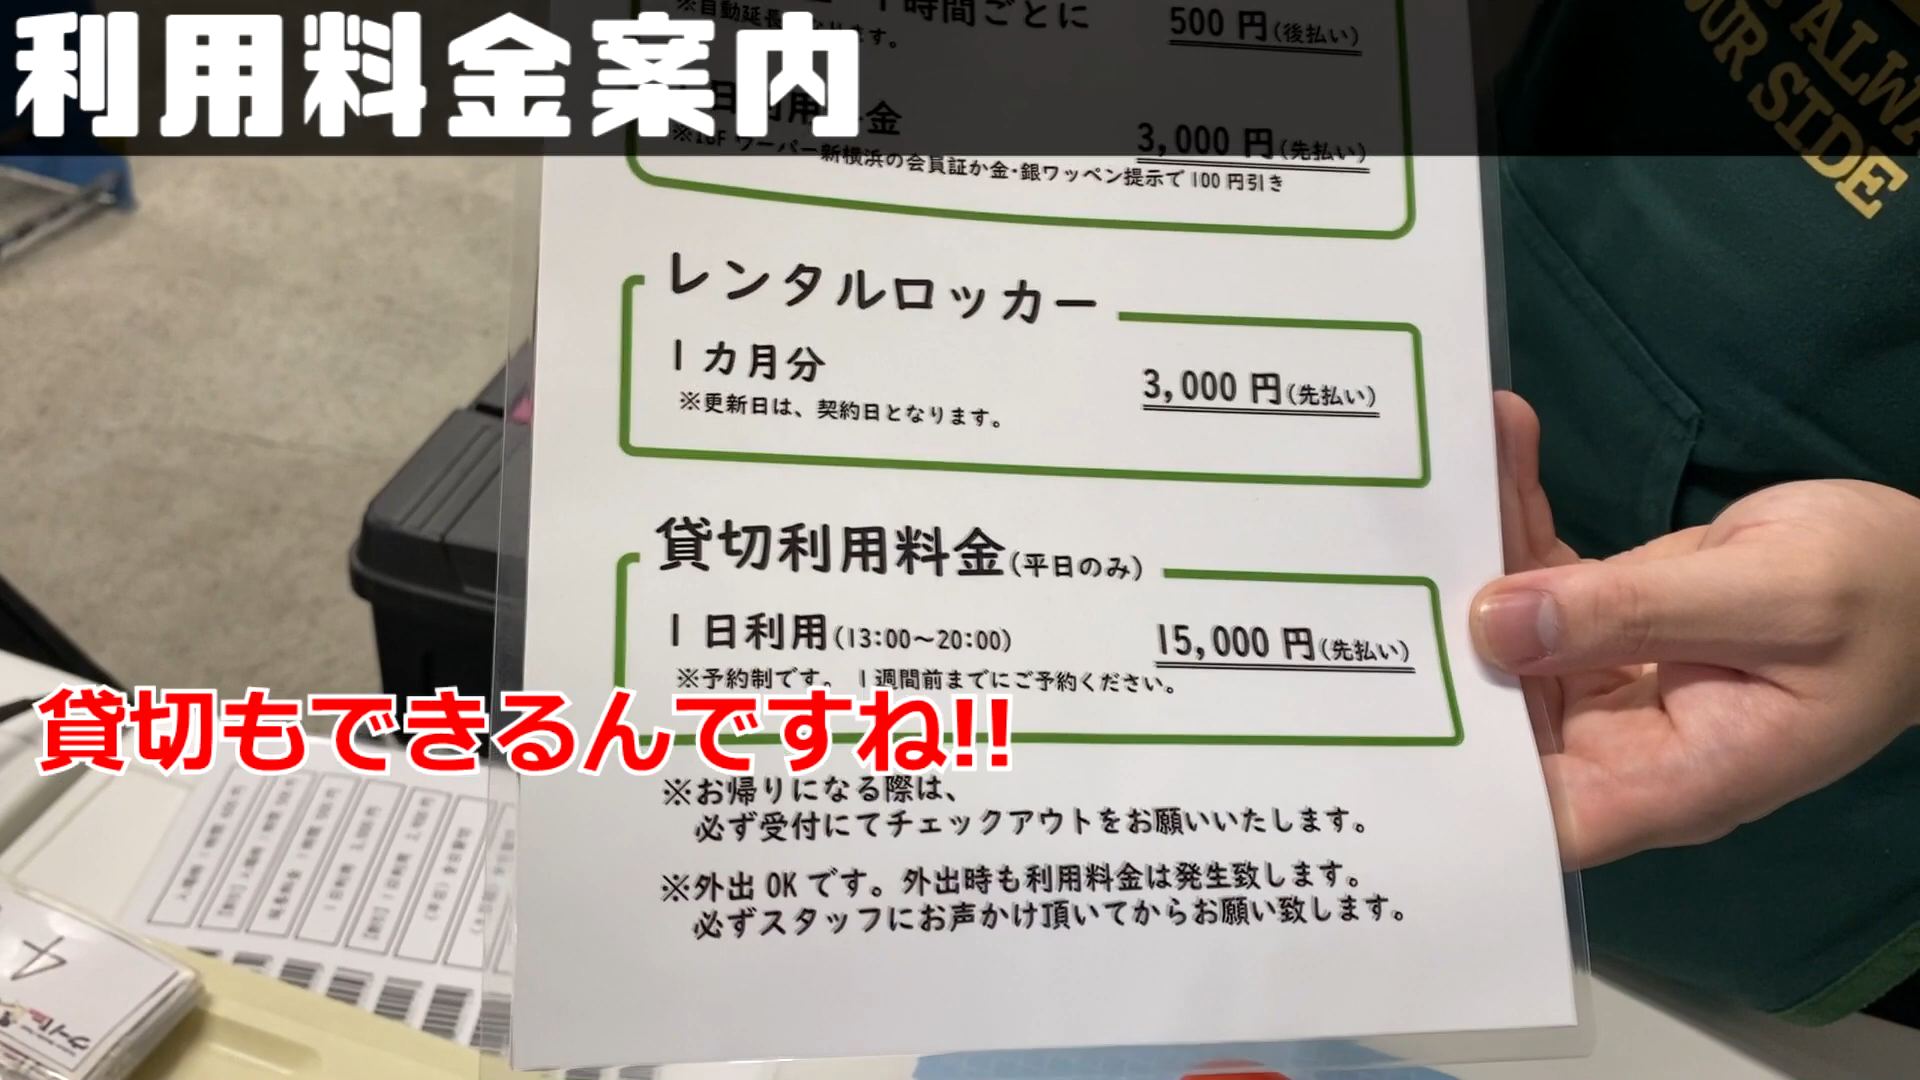 利用料金案内
1時間ごとに
500円(後払い)
3,000円(先払い)
新横浜の会員証か金・銀ワッペン提示で100円引き
レンタルロッカー
1カ月分
3,000円(先払い)
※更新日は、契約日となります。
貸切利用料金(平日のみ)
1日利用(13:00～20:00)
15,000円(先払い)
※予約制です。 1週間前までにご予約ください。
貸切もできるんですね!!
※お帰りになる際は、
必ず受付にてチェックアウトをお願いいたします。
※外出OKです。外出時も利用料金は発生致します。
必ずスタッフにお声かけ頂いてからお願い致します。
SIDE
4